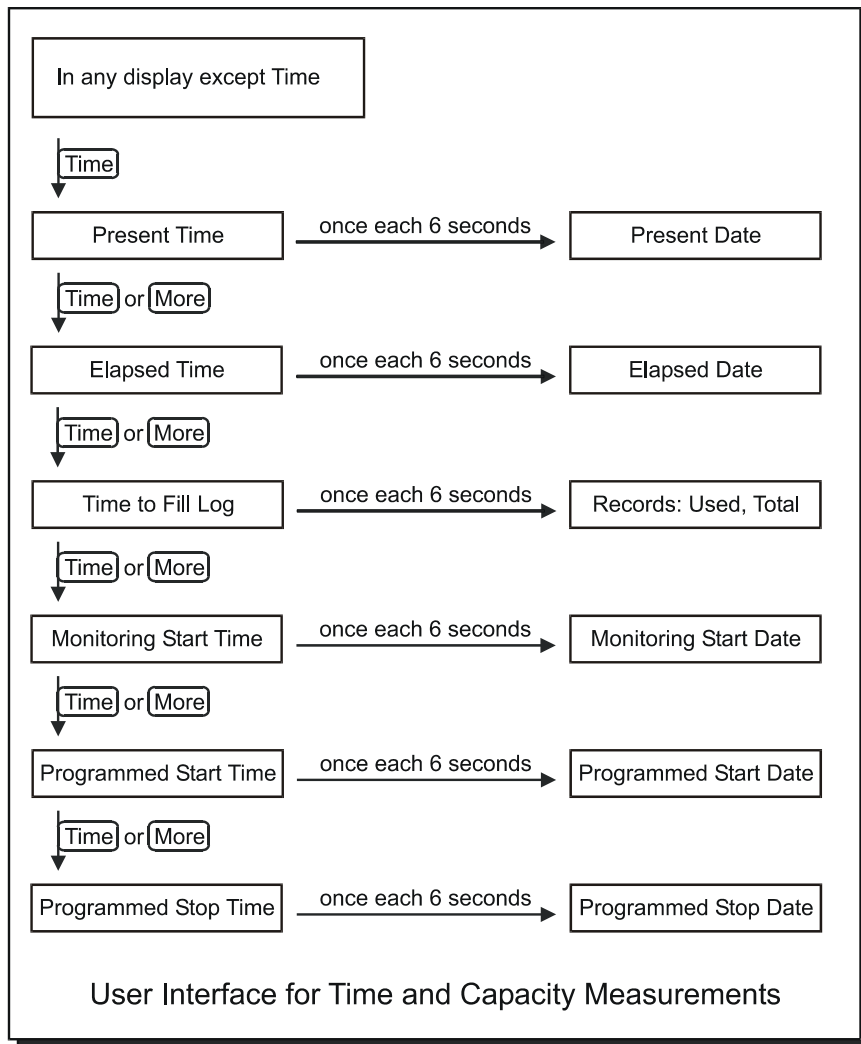 In any display except Time
Time
Present Time once each 6 seconds Present Date
Time or More
Elapsed Time once each 6 seconds Elapsed Date
Time or More
Time to Fill Log once each 6 seconds Records: Used, Total
Time or More
Monitoring Start Time once each 6 seconds Monitoring Start Date
Time or More
Programmed Start Time once each 6 seconds Programmed Start Date
Time or More
Programmed Stop Time once each 6 seconds Programmed Stop Date
User Interface for Time and Capacity Measurements